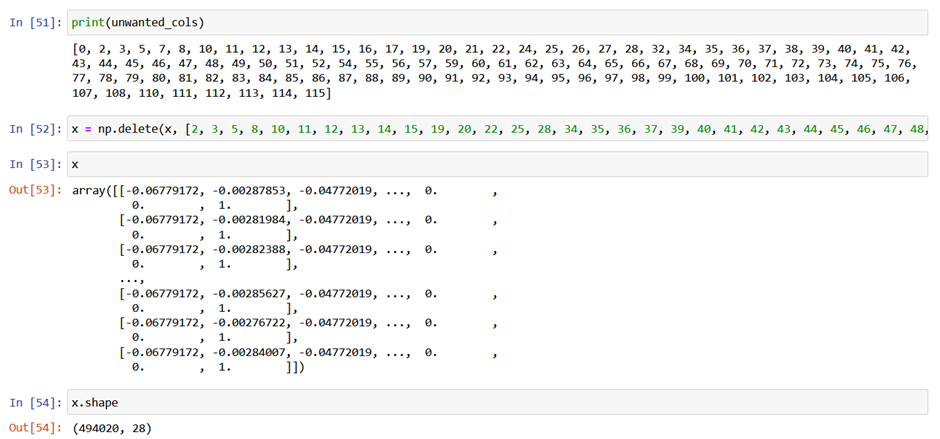 In [51]: print(unwanted_cols)
[0, 2, 3, 5, 7, 8, 10, 11, 12, 13, 14, 15, 16, 17, 19, 20, 21, 22, 24, 25, 26, 27, 28, 32, 34, 35, 36, 37, 38, 39, 40, 41, 42,
43, 44, 45, 46, 47, 48, 49, 50, 51, 52, 54, 55, 56, 57, 59, 60, 61, 62, 63, 64, 65, 66, 67, 68, 69, 70, 71, 72, 73, 74, 75, 76,
77, 78, 79, 80, 81, 82, 83, 84, 85, 86, 87, 88, 89, 90, 91, 92, 93, 94, 95, 96, 97, 98, 99, 100, 101, 102, 103, 104, 105, 106,
107, 108, 110, 111, 112, 113, 114, 115]
In [52]: x = np.delete(x, [2, 3, 5, 8, 10, 11, 12, 13, 14, 15, 19, 20, 22, 25, 28, 34, 35, 36, 37, 39, 40, 41, 42, 43, 44, 45, 46, 47, 48,
In [53]: x
Out[53]: array([[-0.06779172, -0.00287853, -0.04772019, ..., 0. ,
0. , 1. ],
[-0.06779172, -0.00281984, -0.04772019, ..., 0. ,
0. , 1. ],
[-0.06779172, -0.00282388, -0.04772019, ..., 0. ,
0. , 1. ],
...,
[-0.06779172, -0.00285627, -0.04772019, ..., 0. ,
0. , 1. ],
[-0.06779172, -0.00276722, -0.04772019, ..., 0. ,
0. , 1. ],
[-0.06779172, -0.00284007, -0.04772019, ..., 0. ,
0. , 1. ]])
In [54]: x.shape
Out[54]: (494020, 28)